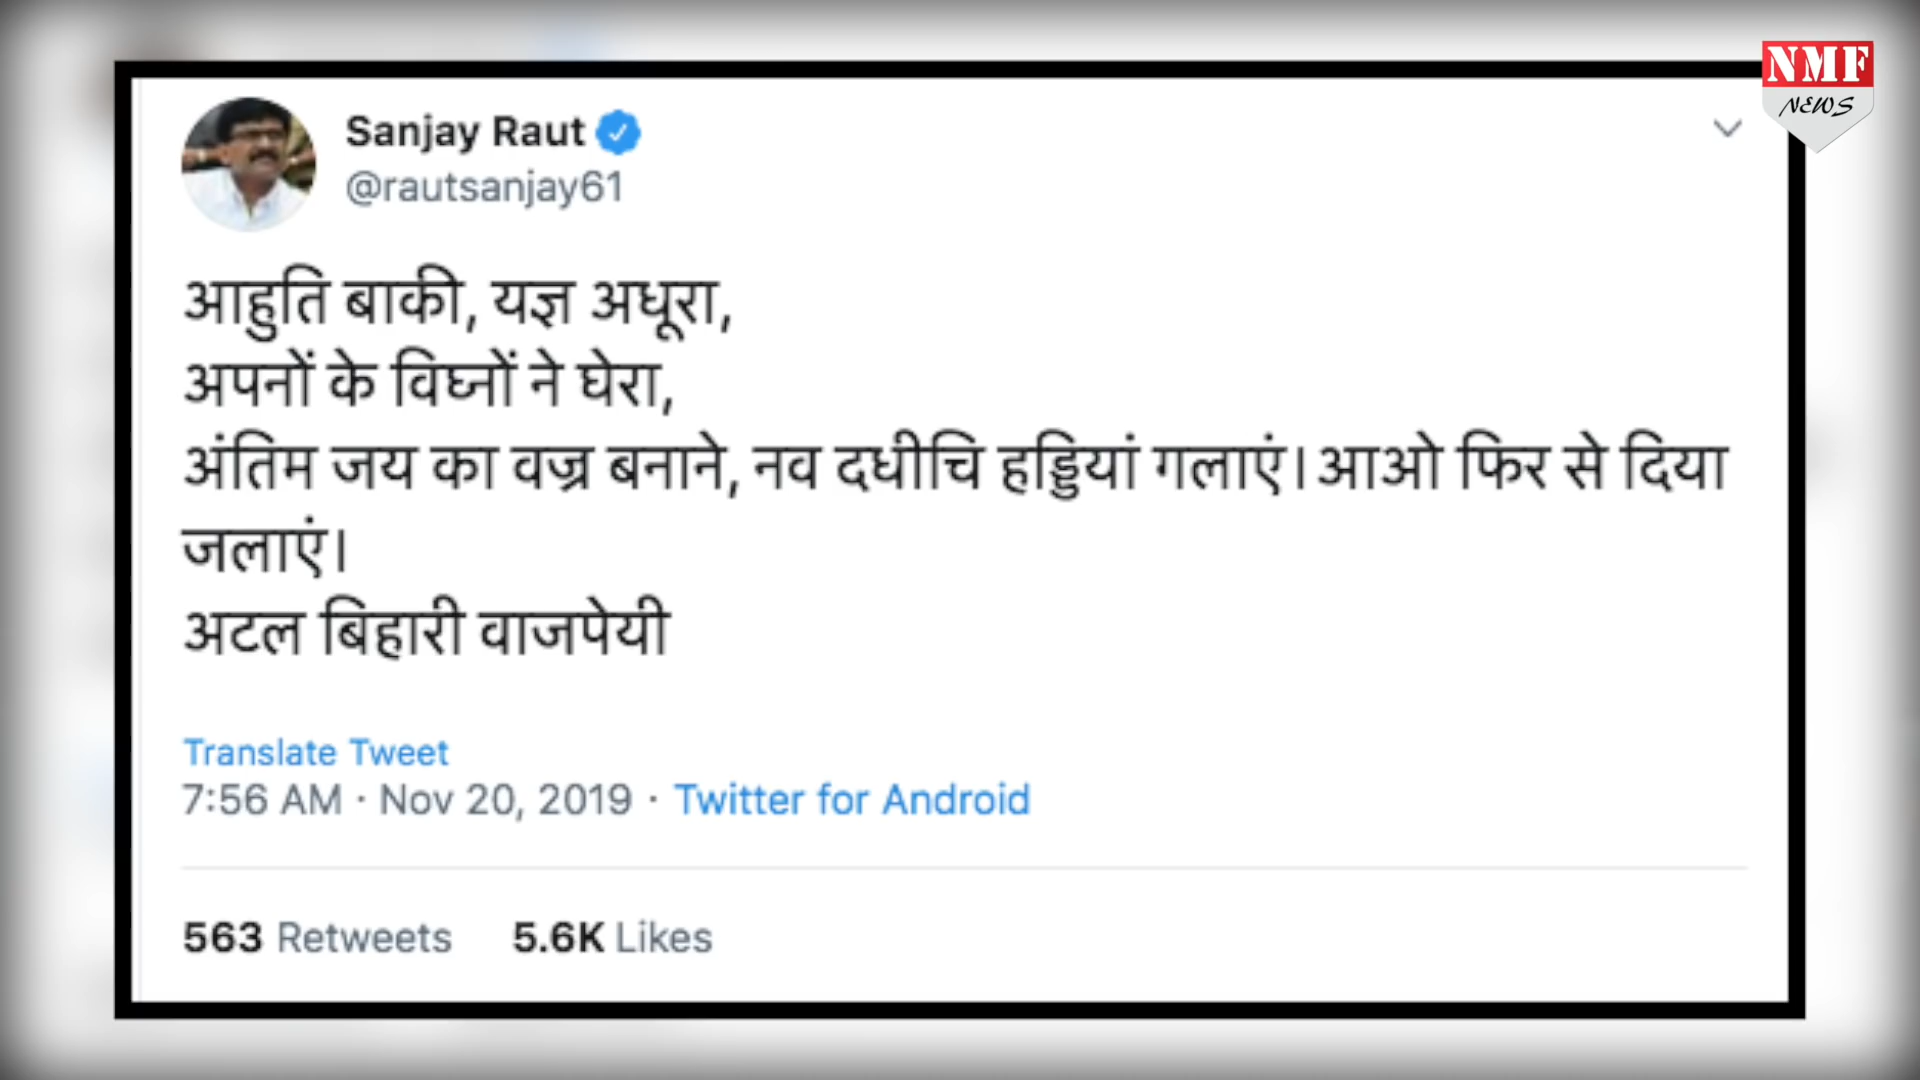 NMF
NEWS
Sanjay Raut
@rautsanjay61
आहुति बाकी, यज्ञ अधूरा,
अपनों के विघ्नों ने घेरा,
अंतिम जय का वज्र बनाने, नव दधीचि हड्डियां गलाएं। आओ फिर से दिया
जलाएं।
अटल बिहारी वाजपेयी
Translate Tweet
7:56 AM · Nov 20, 2019 · Twitter for Android
563 Retweets 5.6K Likes